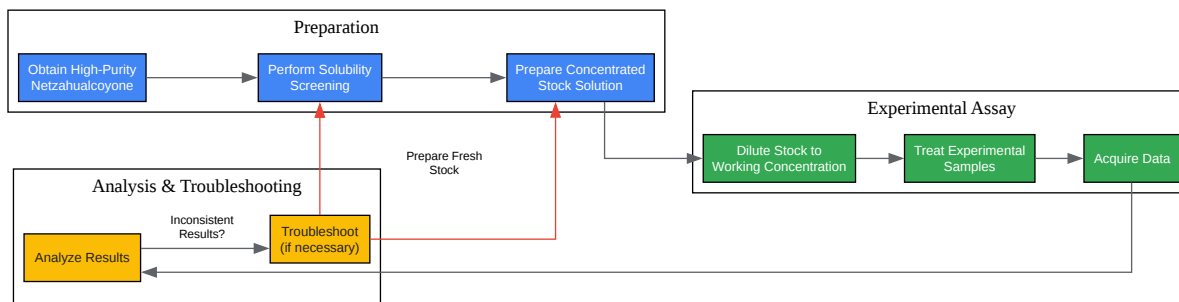 Preparation
Obtain High-Purity
Netzahualcoyone
Perform Solubility
Screening
Prepare Concentrated
Stock Solution
Experimental Assay
Dilute Stock to
Working Concentration
Treat Experimental
Samples
Acquire Data
Prepare Fresh
Stock
Analysis & Troubleshooting
Inconsistent
Results?
Analyze Results
Troubleshoot
(if necessary)